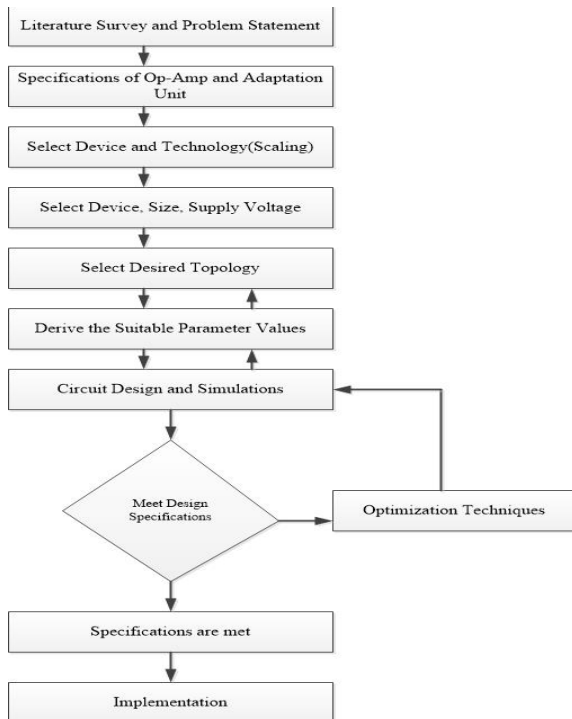 Literature Survey and Problem Statement
Specifications of Op-Amp and Adaptation
Unit
Select Device and Technology(Scaling)
Select Device, Size, Supply Voltage
Select Desired Topology
Derive the Suitable Parameter Values
Circuit Design and Simulations
Meet Design
Specifications
Optimization Techniques
Specifications are met
Implementation